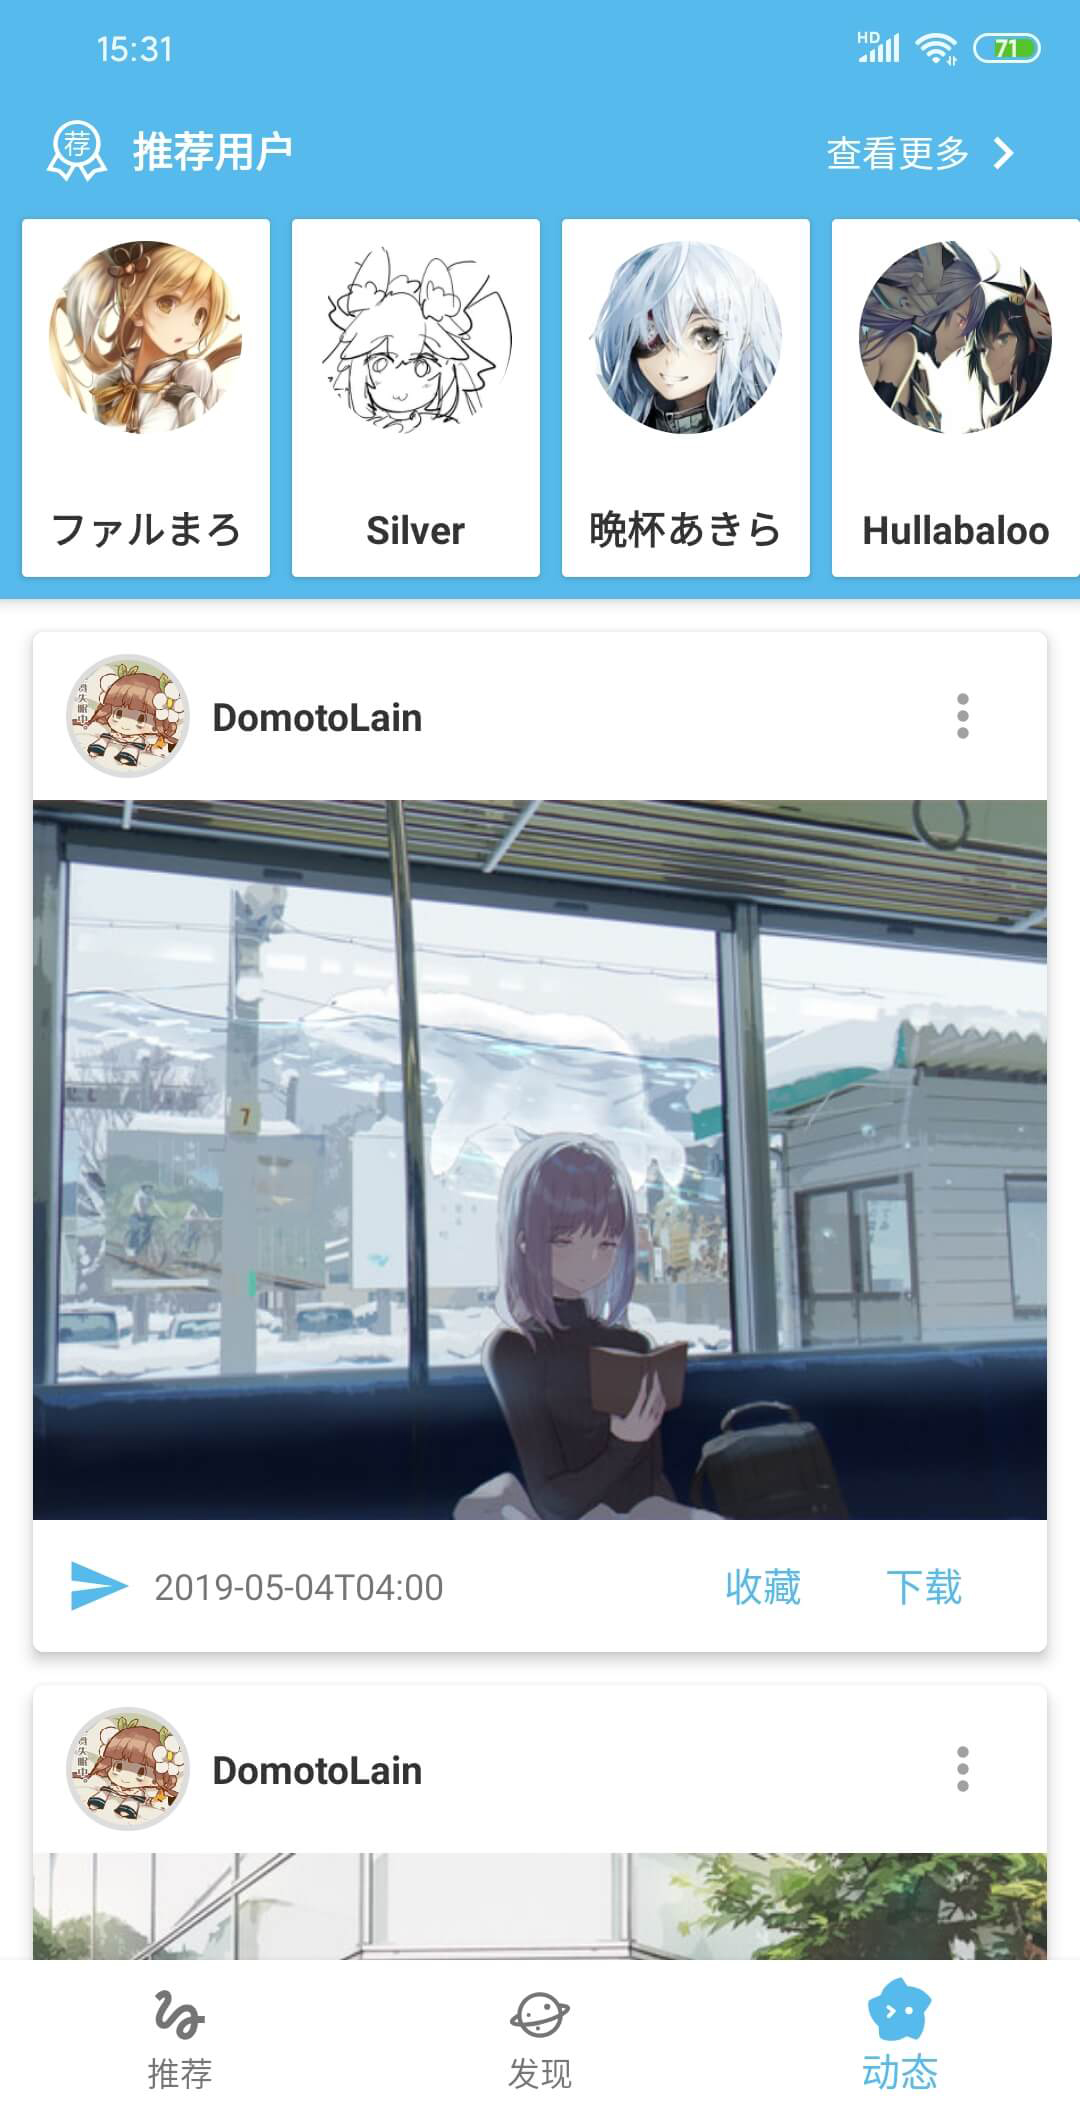 15:31
HD
71
荐
推荐用户
查看更多
ファルまろ
Silver
晩杯あきら
Hullabaloo
DomotoLain
7
2019-05-04T04:00
收藏
下载
DomotoLain
推荐
发现
动态